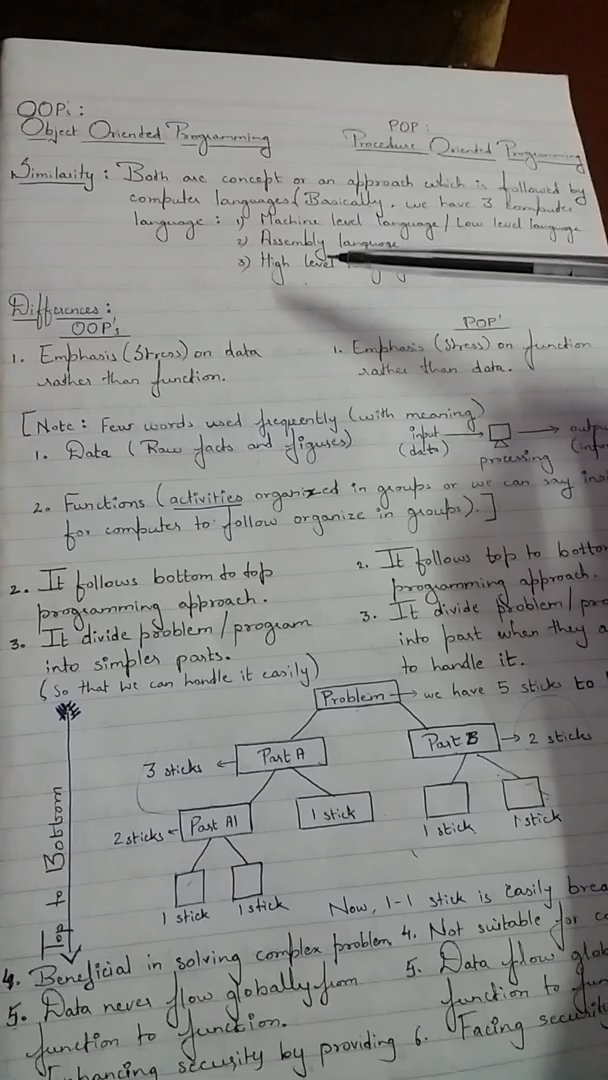 OOP's :
Object Oriented Programming
POP :
Procedure Oriented Programming
Similarity : Both are concept or an approach which is followed by
computer languages (Basically, we have 3 computer
language : 1) Machine level language / Low level language
2) Assembly language
3) High level
Differences :
OOP's
1. Emphasis (Stress) on data
rather than function.
POP'
1. Emphasis (Stress) on function
rather than data.
[Note : Few words used frequently (with meaning)
1. Data (Raw facts and figures)
input
(data)
processing
2. Functions (activities organized in groups or we can say
for computer to follow organize in groups).]
2. It follows bottom to top
programming approach.
3. It divide problem / program
into simpler parts.
(So that we can handle it easily)
2. It follows top to
programming approach.
3. It divide problem /
into part when they
to handle it.
Problem → we have 5 sticks to
3 sticks ← Part A
Part B → 2 sticks
2 sticks ← Part A1
1 stick
1 stick
1 stick
1 stick
1 stick
Top to Bottom
Now, 1-1 stick is easily
4. Beneficial in solving complex problem
5. Data never flow globally from
function to function.
Enhancing security by providing
4. Not suitable for
5. Data flow
function to
6. Facing security